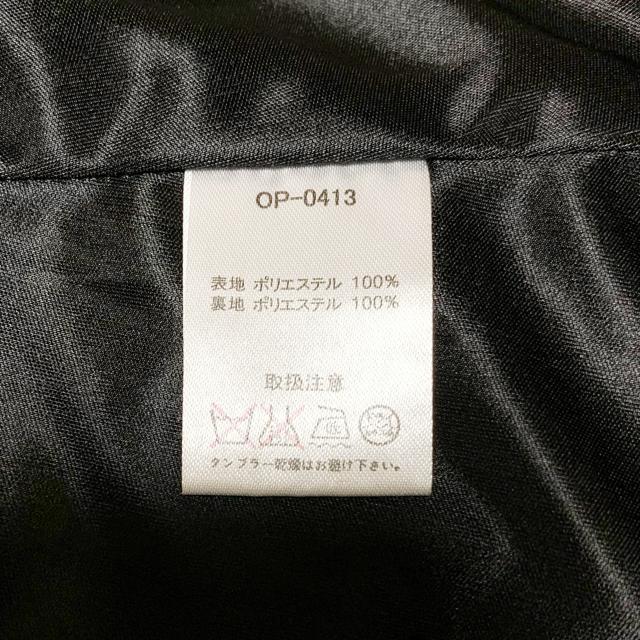 OP-0413
表地 ポリエステル 100%
裏地 ポリエステル 100%
取扱注意
タンブラー乾燥はお避け下さい。